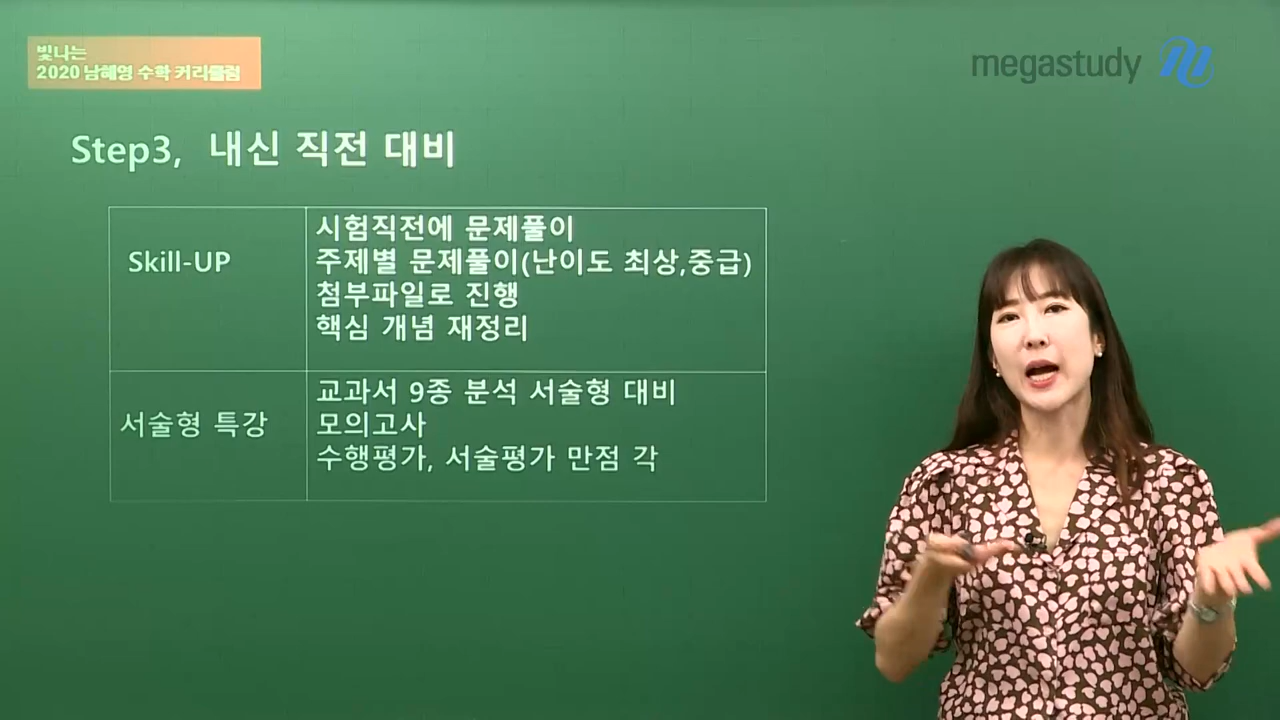 빛나는
2020 남혜영 수학 커리큘럼
megastudy
Step3, 내신 직전 대비
Skill-UP
시험직전에 문제풀이
주제별 문제풀이(난이도 최상,중급)
첨부파일로 진행
핵심 개념 재정리
서술형 특강
교과서 9종 분석 서술형 대비
모의고사
수행평가, 서술평가 만점 각